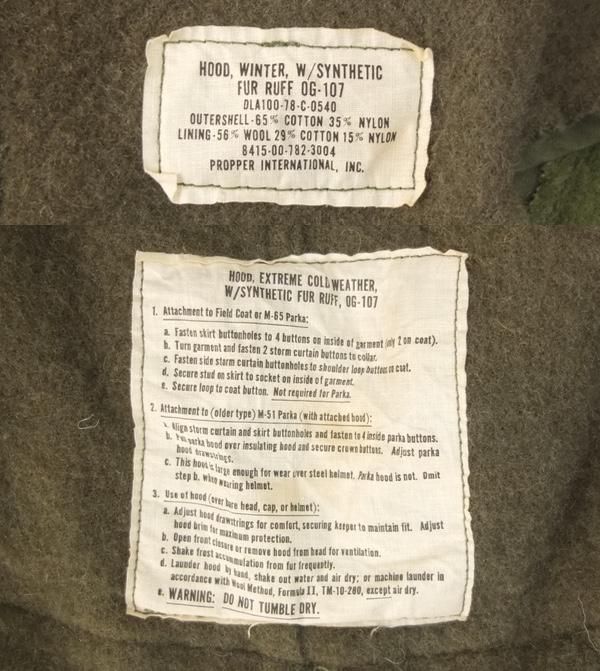 HOOD, WINTER, W/SYNTHETIC
FUR RUFF OG-107
DLA100-78-C-0540
OUTERSHELL-65% COTTON 35% NYLON
LINING-56% WOOL 29% COTTON 15% NYLON
8415-00-782-3004
PROPPER INTERNATIONAL, INC.
HOOD, EXTREME COLD WEATHER,
W/SYNTHETIC FUR RUFF, OG-107
1. Attachment to Field Coat or M-65 Parka:
a. Fasten skirt buttonholes to 4 buttons on inside of garment (only 2 on coat).
b. Turn garment and fasten 2 storm curtain buttons to collar.
c. Fasten side storm curtain buttonholes to shoulder loop buttons on coat.
d. Secure stud on skirt to socket on inside of garment.
e. Secure loop to coat button. Not required for Parka.
2. Attachment to (older type) M-51 Parka (with attached hood):
a. Align storm curtain and skirt buttonholes and fasten to 4 inside parka buttons.
b. Put parka hood over insulating hood and secure crown buttons. Adjust parka
hood drawstrings.
c. This hood is large enough for wear over steel helmet. Parka hood is not. Omit
step b. when wearing helmet.
3. Use of hood (over bare head, cap, or helmet):
a. Adjust hood drawstrings for comfort, securing keeper to maintain fit. Adjust
hood brim for maximum protection.
b. Open front closure or remove hood from head for ventilation.
c. Shake frost accumulation from fur frequently.
d. Launder hood by hand, shake out water and air dry; or machine launder in
accordance with Wool Method, Formula II, TM-10-280, except air dry.
e. WARNING: DO NOT TUMBLE DRY.